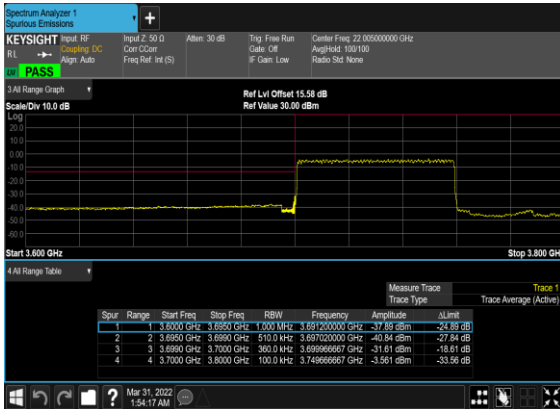 Spectrum Analyzer 1
Spurious Emissions
+
KEYSIGHT Input: RF Input Z: 50 Ω Atten: 30 dB Trig: Free Run Center Freq: 22.005000000 GHz
RL Coupling: DC Corr CCorr Gate: Off Avg|Hold: 100/100
Align: Auto Freq Ref: Int (S) IF Gain: Low Radio Std: None
PASS
3 All Range Graph
Ref Lvl Offset 15.58 dB
Scale/Div 10.0 dB Ref Value 30.00 dBm
Log
20.0
10.0
0.00
-10.0
-20.0
-30.0
-40.0
-50.0
-60.0
Start 3.600 GHz Stop 3.800 GH
4 All Range Table
Measure Trace Trace 1
Trace Type Trace Average (Active)
Spur Range Start Freq Stop Freq RBW Frequency Amplitude ΔLimit
1 1 3.6000 GHz 3.6950 GHz 1.000 MHz 3.691200000 GHz -37.89 dBm -24.89 dB
2 2 3.6950 GHz 3.6990 GHz 510.0 kHz 3.697020000 GHz -40.84 dBm -27.84 dB
3 3 3.6990 GHz 3.7000 GHz 360.0 kHz 3.699966667 GHz -31.61 dBm -18.61 dB
4 4 3.7000 GHz 3.8000 GHz 100.0 kHz 3.749666667 GHz -3.561 dBm -33.56 dB
?
Mar 31, 2022
1:54:17 AM